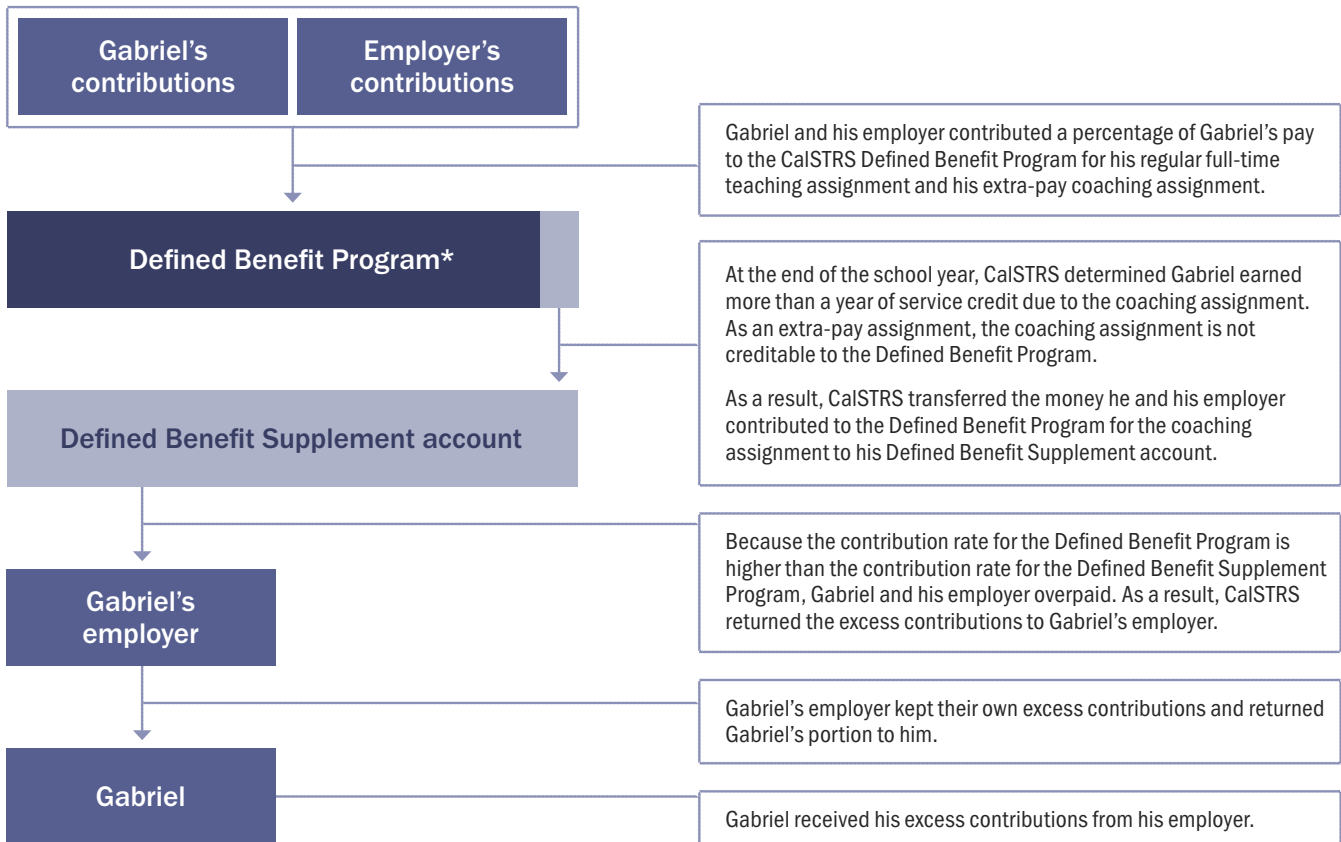 Gabriel's
contributions
Employer's
contributions
Gabriel and his employer contributed a percentage of Gabriel's pay
to the CalSTRS Defined Benefit Program for his regular full-time
teaching assignment and his extra-pay coaching assignment.
Defined Benefit Program*
At the end of the school year, CalSTRS determined Gabriel earned
more than a year of service credit due to the coaching assignment.
As an extra-pay assignment, the coaching assignment is not
creditable to the Defined Benefit Program.
As a result, CalSTRS transferred the money he and his employer
contributed to the Defined Benefit Program for the coaching
assignment to his Defined Benefit Supplement account.
Defined Benefit Supplement account
Because the contribution rate for the Defined Benefit Program is
higher than the contribution rate for the Defined Benefit Supplement
Program, Gabriel and his employer overpaid. As a result, CalSTRS
returned the excess contributions to Gabriel's employer.
Gabriel's
employer
Gabriel's employer kept their own excess contributions and returned
Gabriel's portion to him.
Gabriel
Gabriel received his excess contributions from his employer.